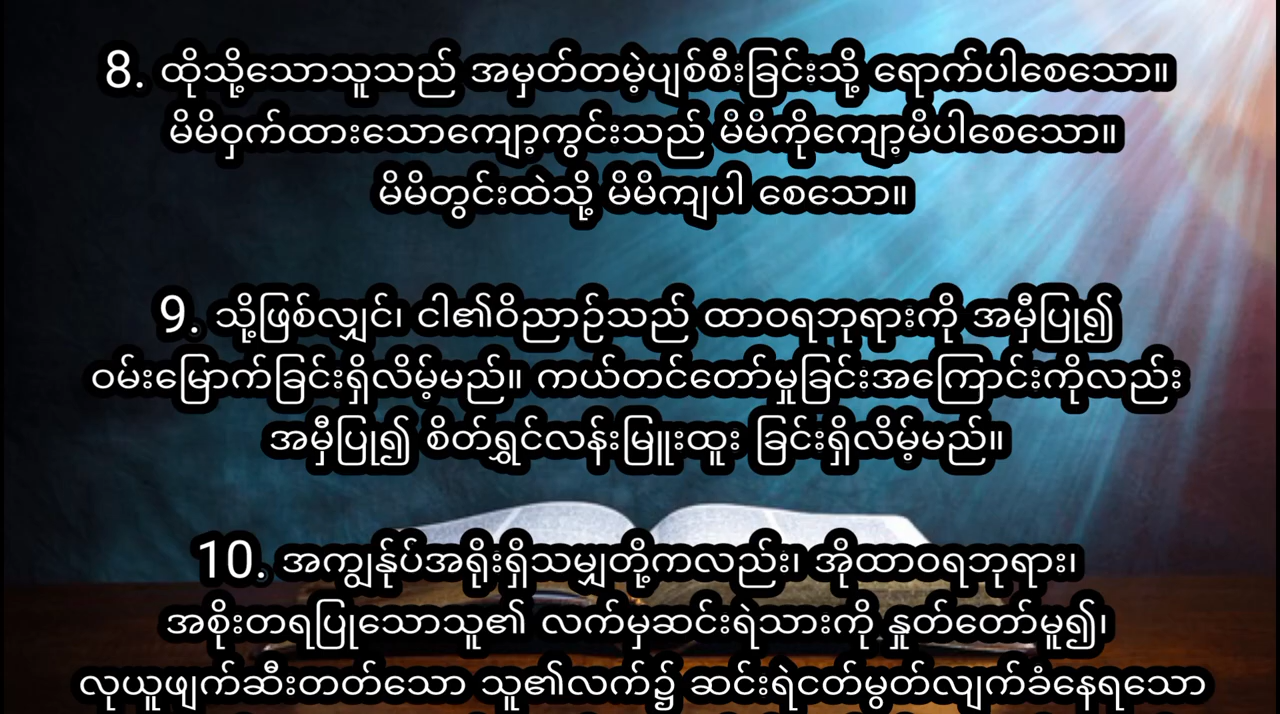 8. ထိုသို့သောသူသည် အမှတ်တမဲ့ပျစ်စီးခြင်းသို့ ရောက်ပါစေသော။
မိမိဝှက်ထားသောကျော့ကွင်းသည် မိမိကိုကျော့မိပါစေသော။
မိမိတွင်းထဲသို့ မိမိကျပါ စေသော။
9. သို့ဖြစ်လျှင်၊ ငါ၏ဝိညာဉ်သည် ထာဝရဘုရားကို အမှီပြု၍
ဝမ်းမြောက်ခြင်းရှိလိမ့်မည်။ ကယ်တင်တော်မူခြင်းအကြောင်းကိုလည်း
အမှီပြု၍ စိတ်ရွှင်လန်းမြူးထူး ခြင်းရှိလိမ့်မည်။
10. အကျွန်ုပ်အရိုးရှိသမျှတို့ကလည်း၊ အိုထာဝရဘုရား၊
အစိုးတရပြုသောသူ၏ လက်မှဆင်းရဲသားကို နှုတ်တော်မူ၍၊
လုယူဖျက်ဆီးတတ်သော သူ၏လက်၌ ဆင်းရဲငတ်မွတ်လျက်ခံနေရသော